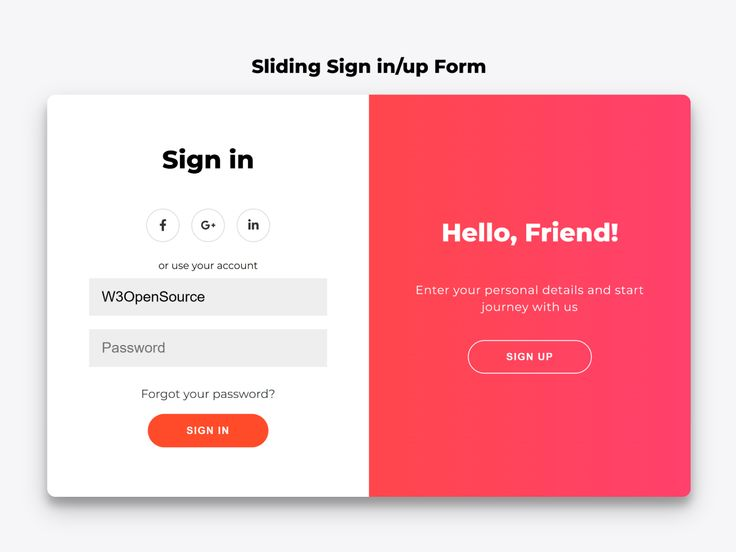 Sliding Sign in/up Form
Sign in
f
G+
in
or use your account
W3OpenSource
Password
Forgot your password?
SIGN IN
Hello, Friend!
Enter your personal details and start
journey with us
SIGN UP